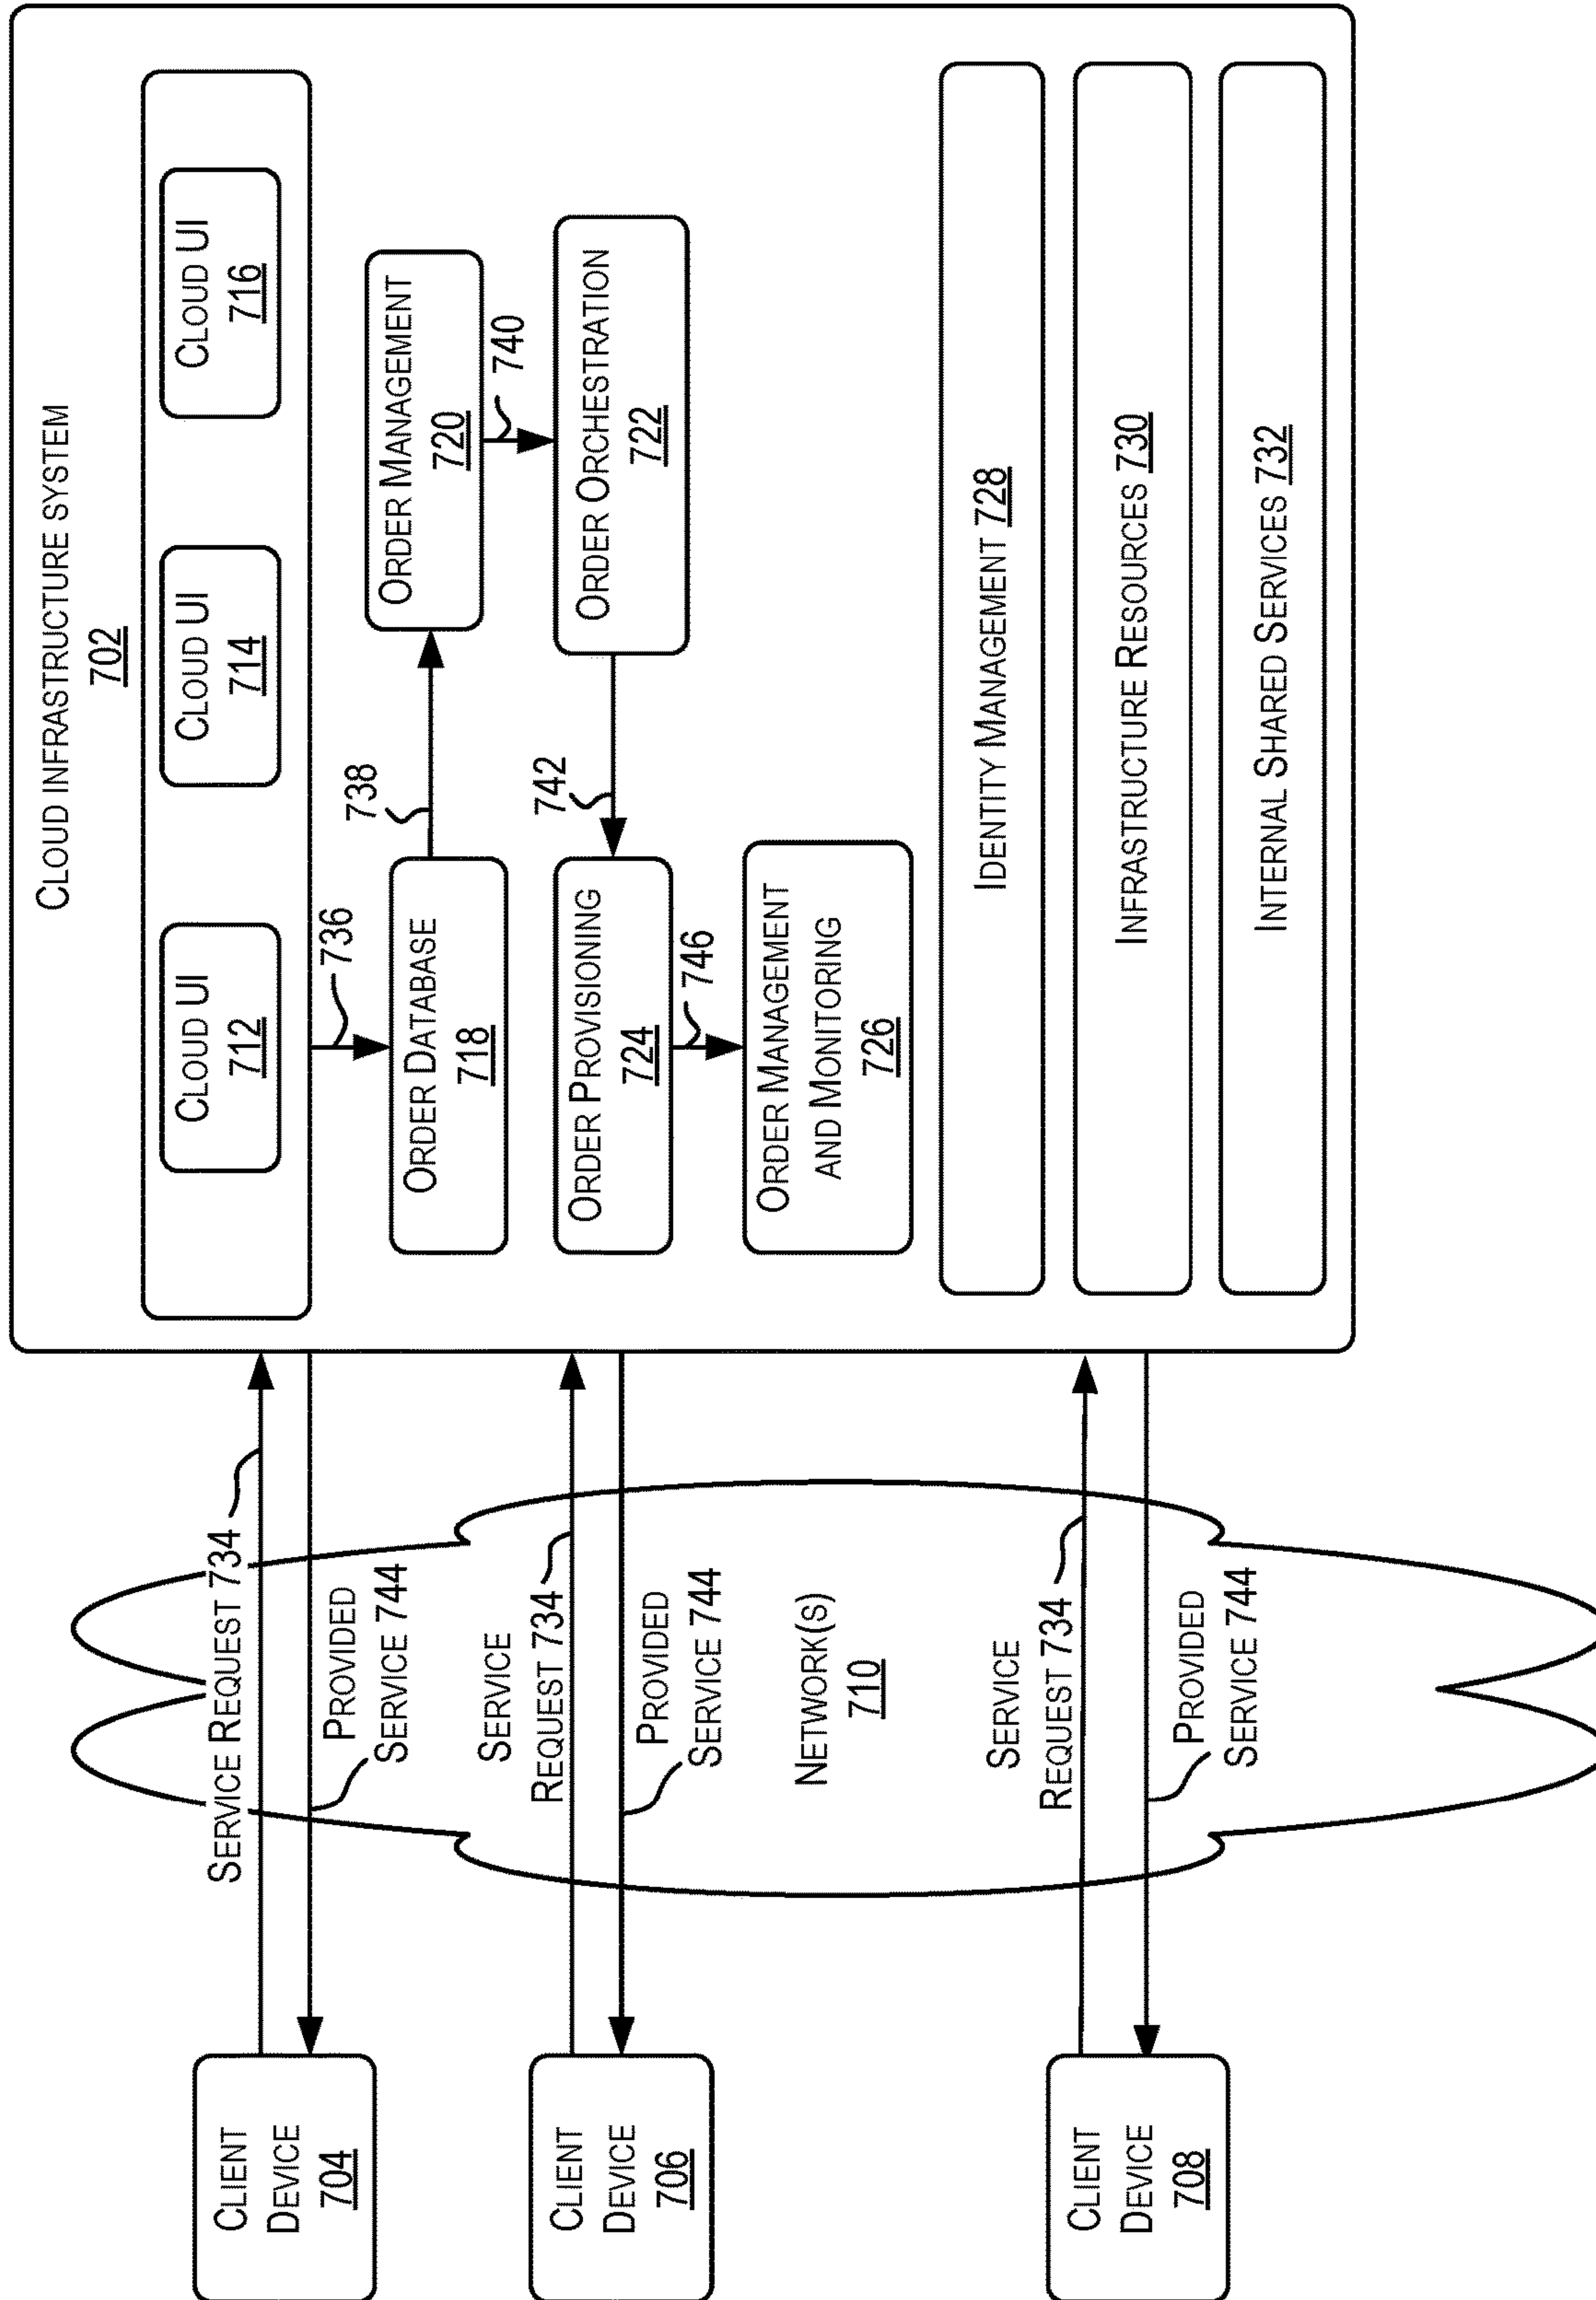 CLOUD INFRASTRUCTURE SYSTEM
702
CLOUD UI
712
CLOUD UI
714
CLOUD UI
716
736
738
ORDER DATABASE
718
ORDER MANAGEMENT
720
740
742
ORDER PROVISIONING
724
ORDER ORCHESTRATION
722
746
ORDER MANAGEMENT
AND MONITORING
726
IDENTITY MANAGEMENT 728
INFRASTRUCTURE RESOURCES 730
INTERNAL SHARED SERVICES 732
SERVICE REQUEST 734
PROVIDED
SERVICE 744
SERVICE
REQUEST 734
PROVIDED
SERVICE 744
NETWORK(S)
710
SERVICE
REQUEST 734
PROVIDED
SERVICE 744
CLIENT
DEVICE
704
CLIENT
DEVICE
706
CLIENT
DEVICE
708